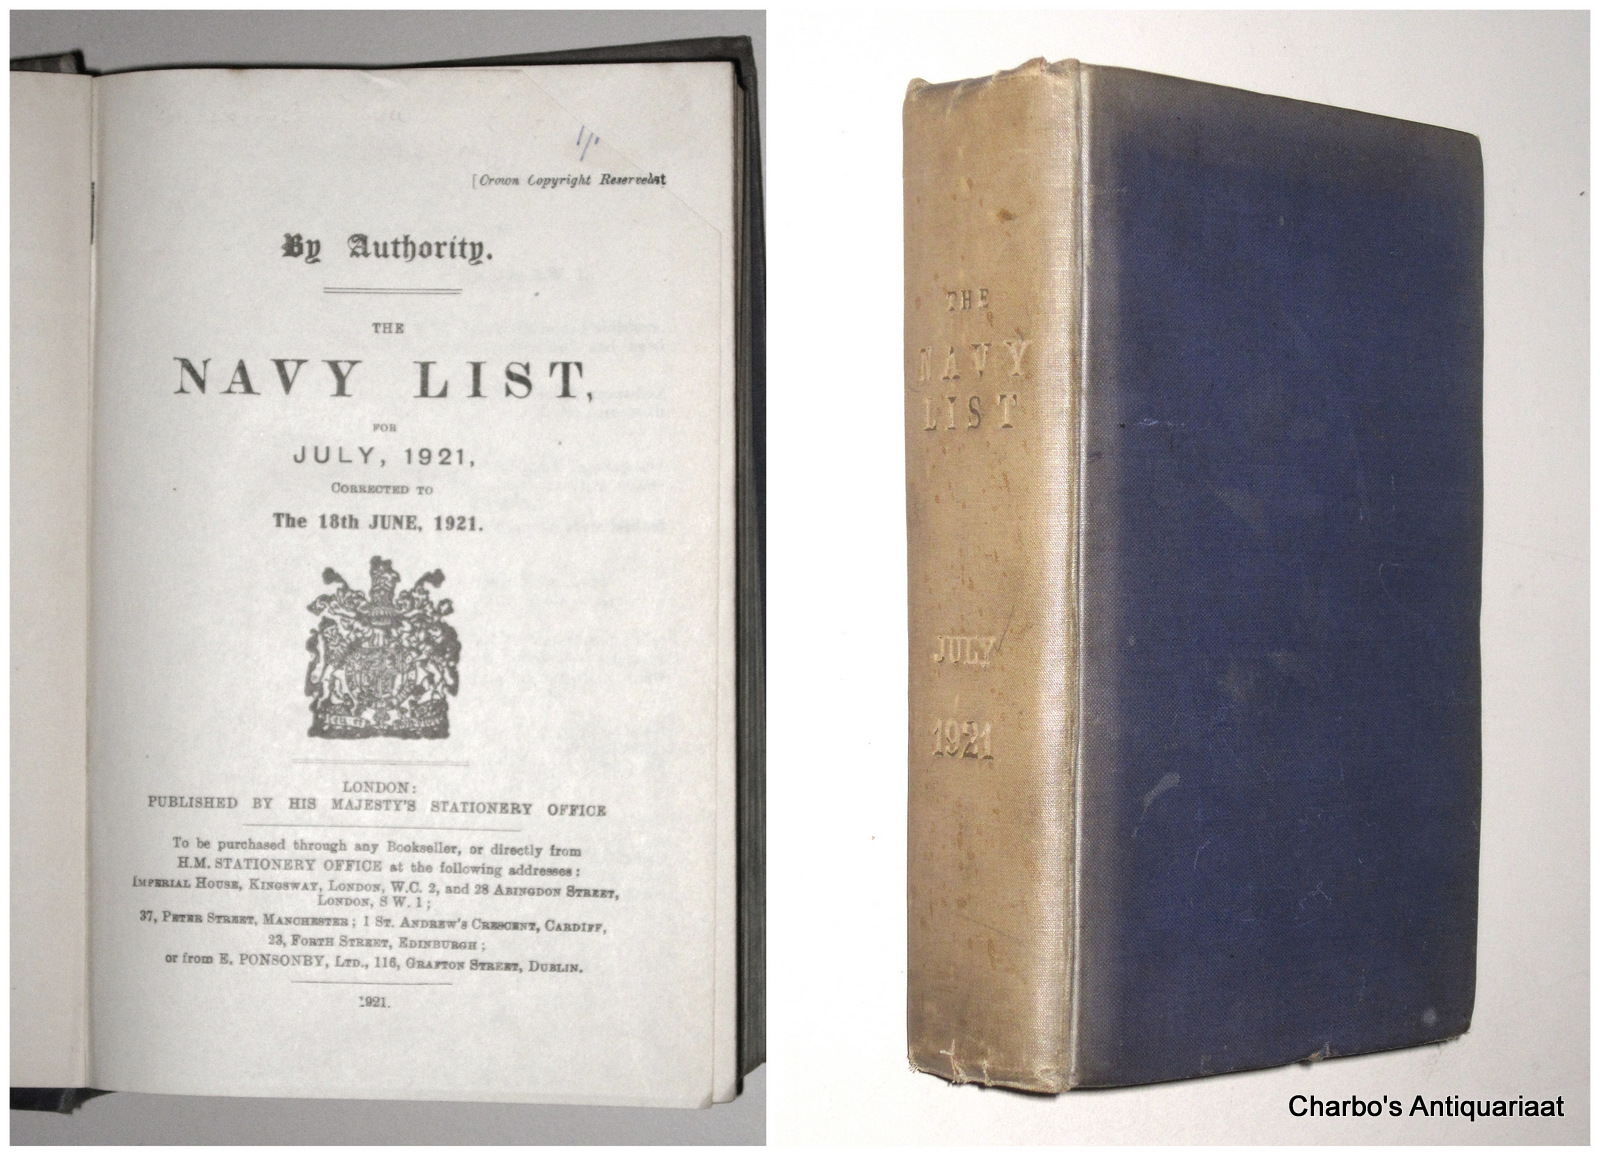 [Crown Copyright Reserved
By Authority.
THE
NAVY LIST,
FOR
JULY, 1921,
CORRECTED TO
The 18th JUNE, 1921.
LONDON:
PUBLISHED BY HIS MAJESTY'S STATIONERY OFFICE
To be purchased through any Bookseller, or directly from
H.M. STATIONERY OFFICE at the following addresses:
IMPERIAL HOUSE, KINGSWAY, LONDON, W.C. 2, and 28 ABINGDON STREET,
LONDON, S W. 1;
37, PETER STREET, MANCHESTER; 1 ST. ANDREW'S CRESCENT, CARDIFF,
23, FORTH STREET, EDINBURGH;
or from E. PONSONBY, LTD., 116, GRAFTON STREET, DUBLIN.
1921.
THE
NAVY
LIST
JULY
1921
Charbo's Antiquariaat